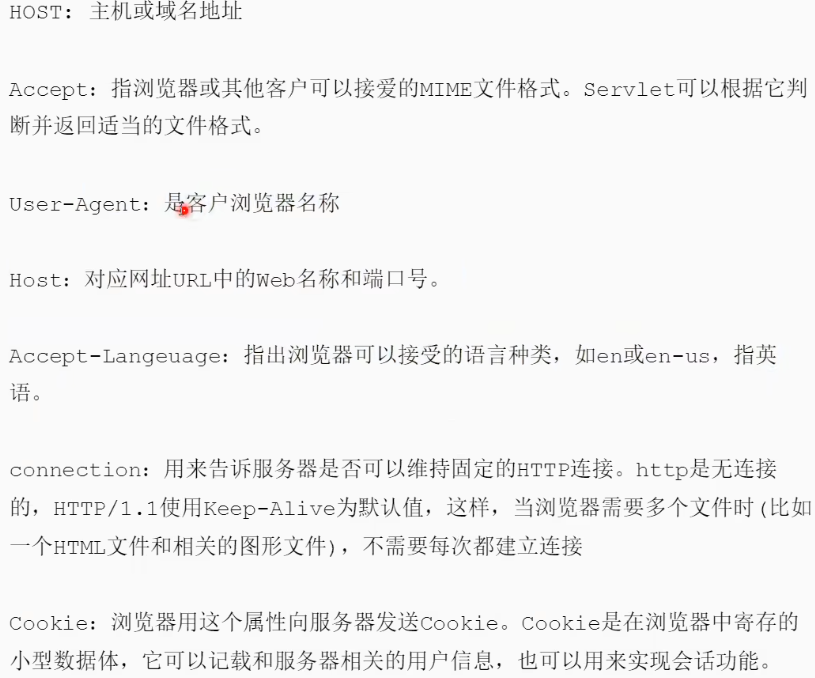 HOST: 主机或域名地址
Accept: 指浏览器或其他客户可以接爱的MIME文件格式。Servlet可以根据它判
断并返回适当的文件格式。
User-Agent: 是客户浏览器名称
Host: 对应网址URL中的Web名称和端口号。
Accept-Langeuage: 指出浏览器可以接受的语言种类，如en或en-us，指英
语。
connection: 用来告诉服务器是否可以维持固定的HTTP连接。http是无连接
的，HTTP/1.1使用Keep-Alive为默认值，这样，当浏览器需要多个文件时(比如
一个HTML文件和相关的图形文件)，不需要每次都建立连接
Cookie: 浏览器用这个属性向服务器发送Cookie。Cookie是在浏览器中寄存的
小型数据体，它可以记载和服务器相关的用户信息，也可以用来实现会话功能。